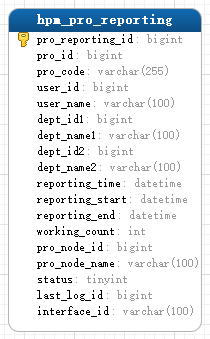 hpm_pro_reporting
pro_reporting_id: bigint
pro_id: bigint
pro_code: varchar(255)
user_id: bigint
user_name: varchar(100)
dept_id1: bigint
dept_name1: varchar(100)
dept_id2: bigint
dept_name2: varchar(100)
reporting_time: datetime
reporting_start: datetime
reporting_end: datetime
working_count: int
pro_node_id: bigint
pro_node_name: varchar(100)
status: tinyint
last_log_id: bigint
interface_id: varchar(100)